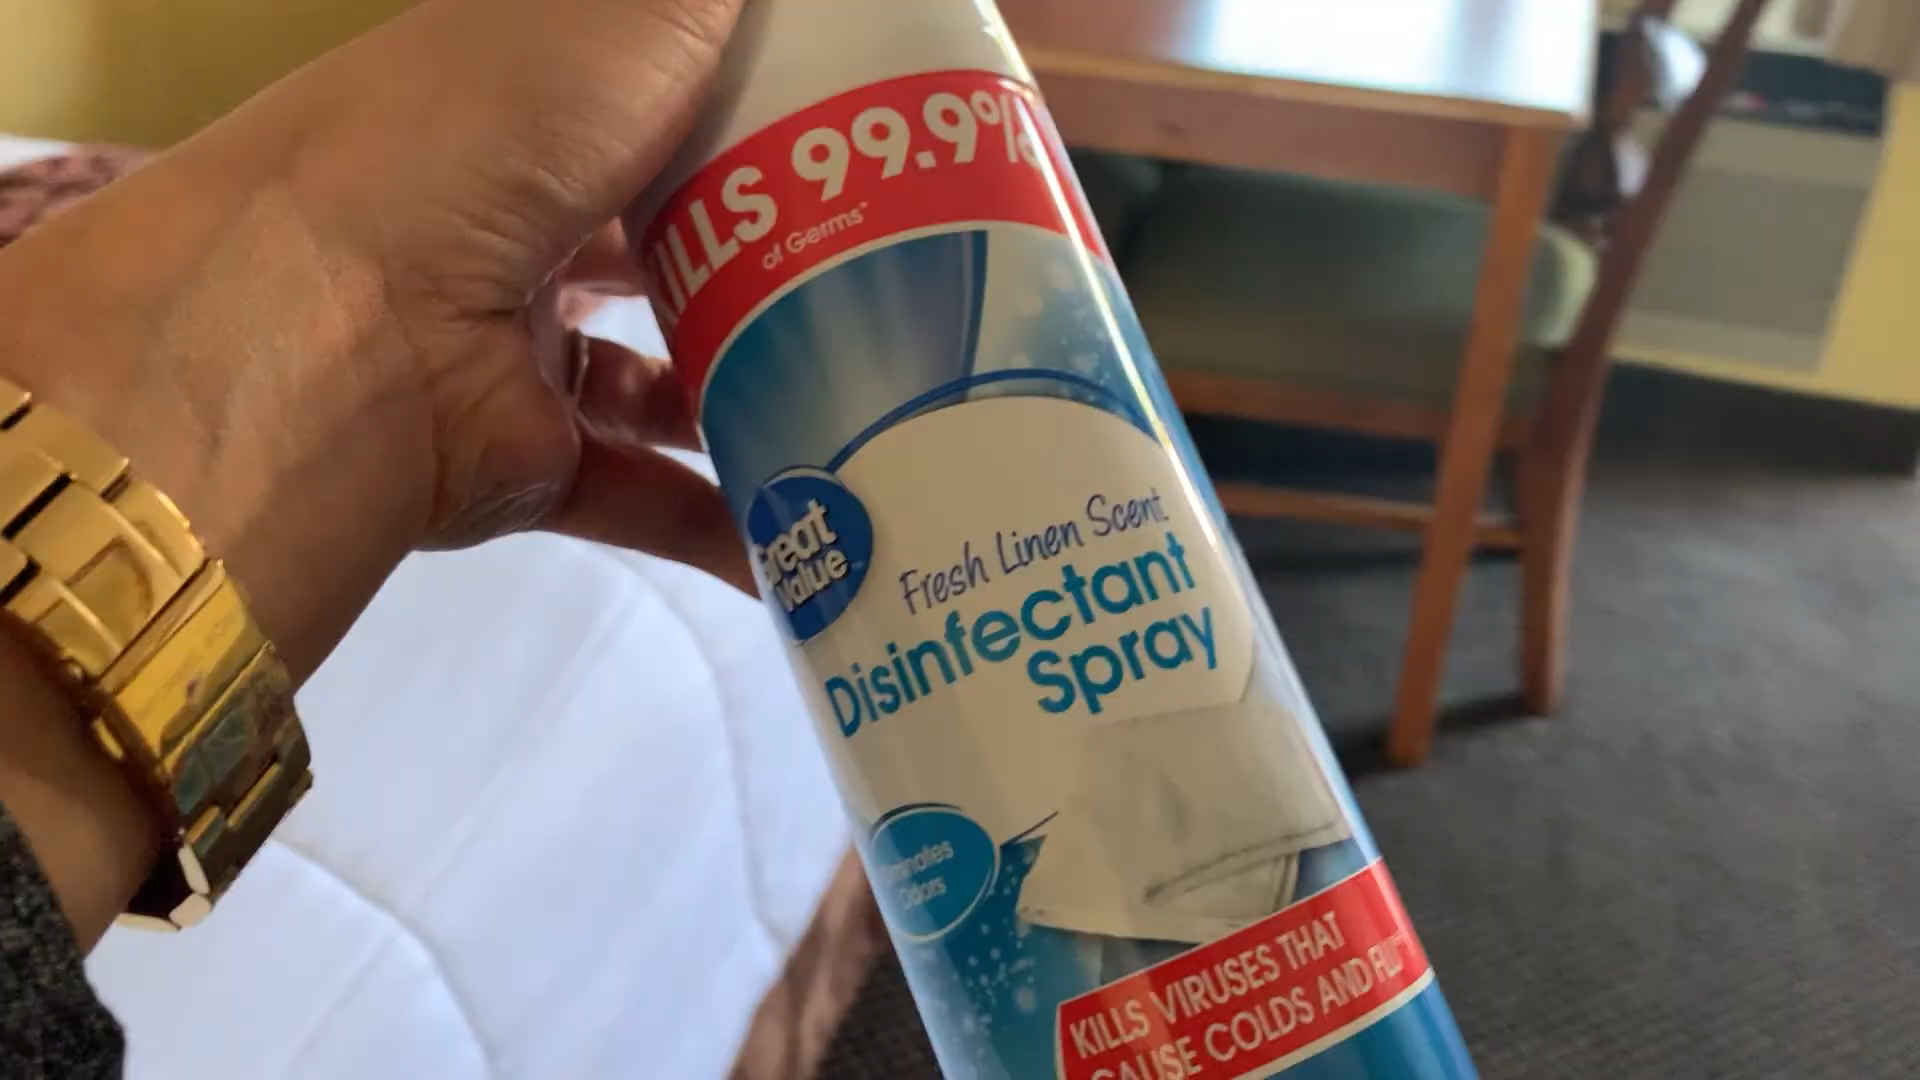 KILLS 99.9%
of Germs*
Great
Value
Fresh Linen Scent
Disinfectant
Spray
Eliminates
Odors
KILLS VIRUSES THAT
CAUSE COLDS AND FLU